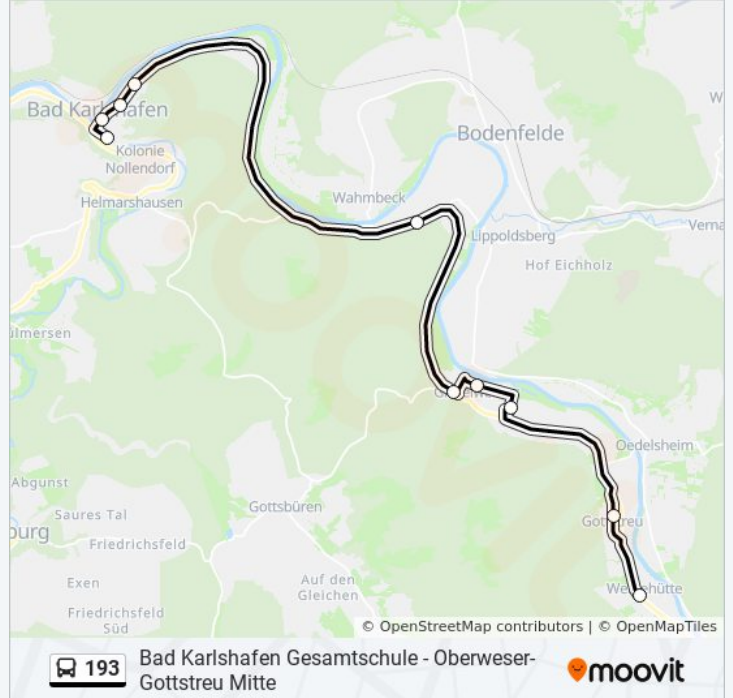 Bad Karlshafen
Kolonie
Nollendorf
Helmarshausen
Bodenfelde
Wahmbeck
Lippoldsberg
Verna
Hof Eichholz
ulmersen
Oedelsheim
Abgunst
Saures Tal
Gottsbüren
burg
Friedrichsfeld
Exen
Auf den
Gleichen
Friedrichsfeld
Süd
© OpenStreetMap contributors | © OpenMapTiles
193
Bad Karlshafen Gesamtschule - Oberweser-
Gottstreu Mitte
moovit